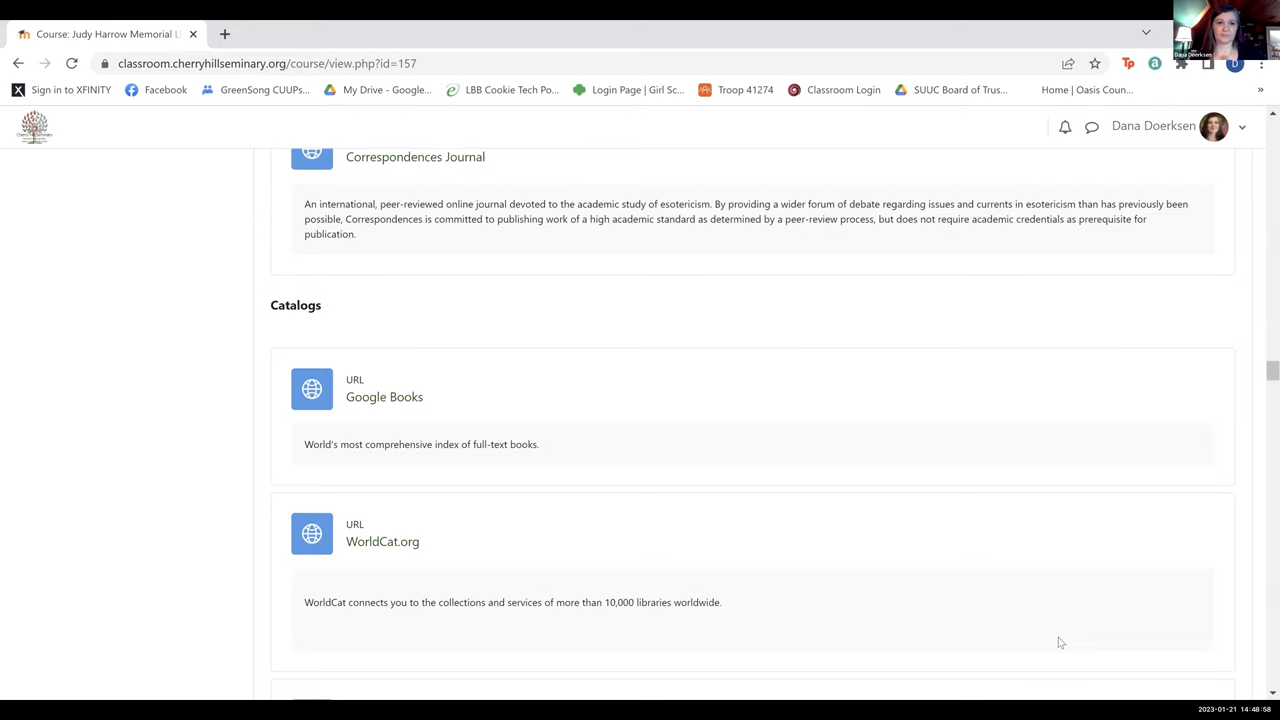 Course: Judy Harrow Memorial Li
classroom.cherryhillseminary.org/course/view.php?id=157
Dana Doerksen
Sign in to XFINITY
Facebook
GreenSong CUUPs...
My Drive - Google...
LBB Cookie Tech Po...
Login Page | Girl Sc...
Troop 41274
Classroom Login
SUUC Board of Trus...
Home | Oasis Coun...
Cherry Hill Seminary
Dana Doerksen
Correspondences Journal
An international, peer-reviewed online journal devoted to the academic study of esotericism. By providing a wider forum of debate regarding issues and currents in esotericism than has previously been
possible, Correspondences is committed to publishing work of a high academic standard as determined by a peer-review process, but does not require academic credentials as prerequisite for
publication.
Catalogs
URL
Google Books
World's most comprehensive index of full-text books.
URL
WorldCat.org
WorldCat connects you to the collections and services of more than 10,000 libraries worldwide.
2023-01-21 14:48:58